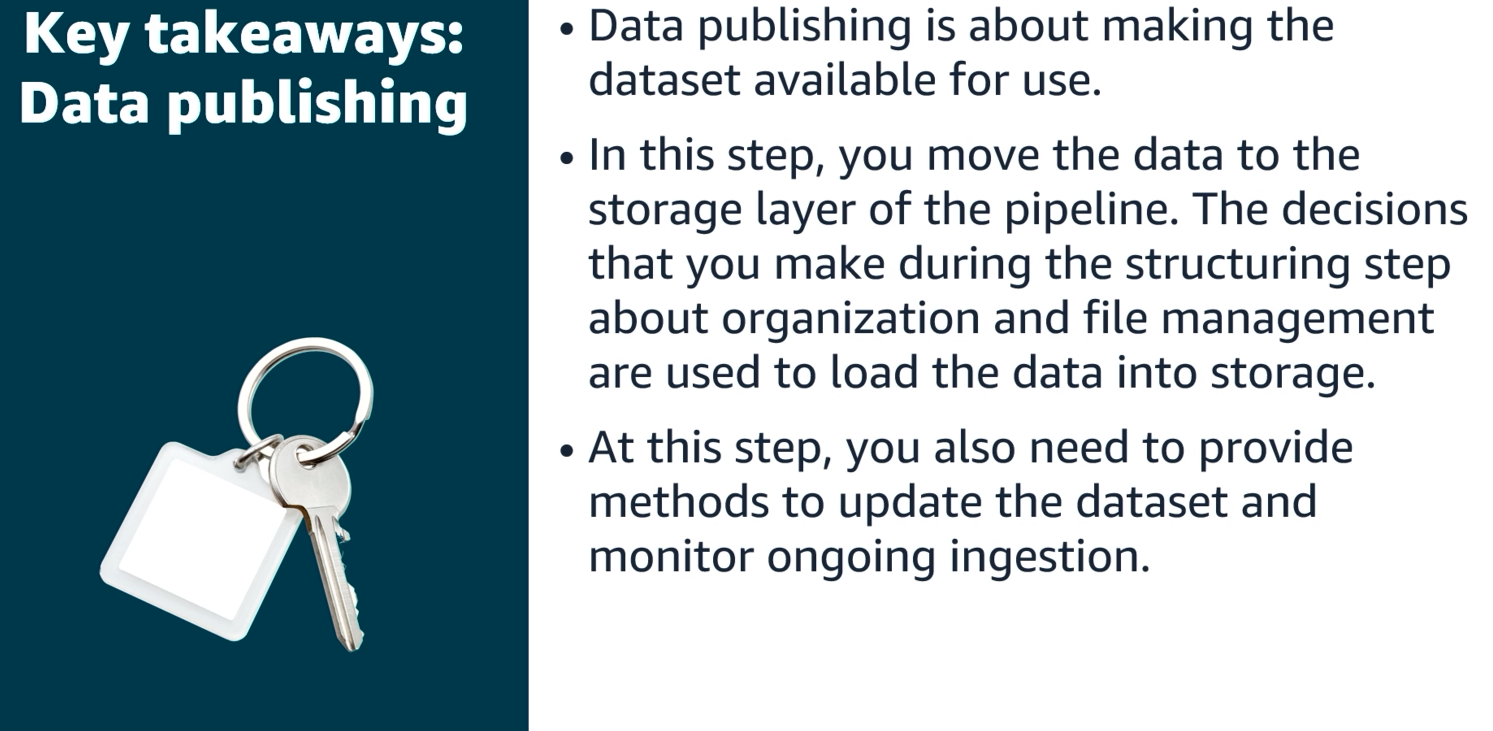 Key takeaways:
Data publishing
• Data publishing is about making the
dataset available for use.
• In this step, you move the data to the
storage layer of the pipeline. The decisions
that you make during the structuring step
about organization and file management
are used to load the data into storage.
• At this step, you also need to provide
methods to update the dataset and
monitor ongoing ingestion.